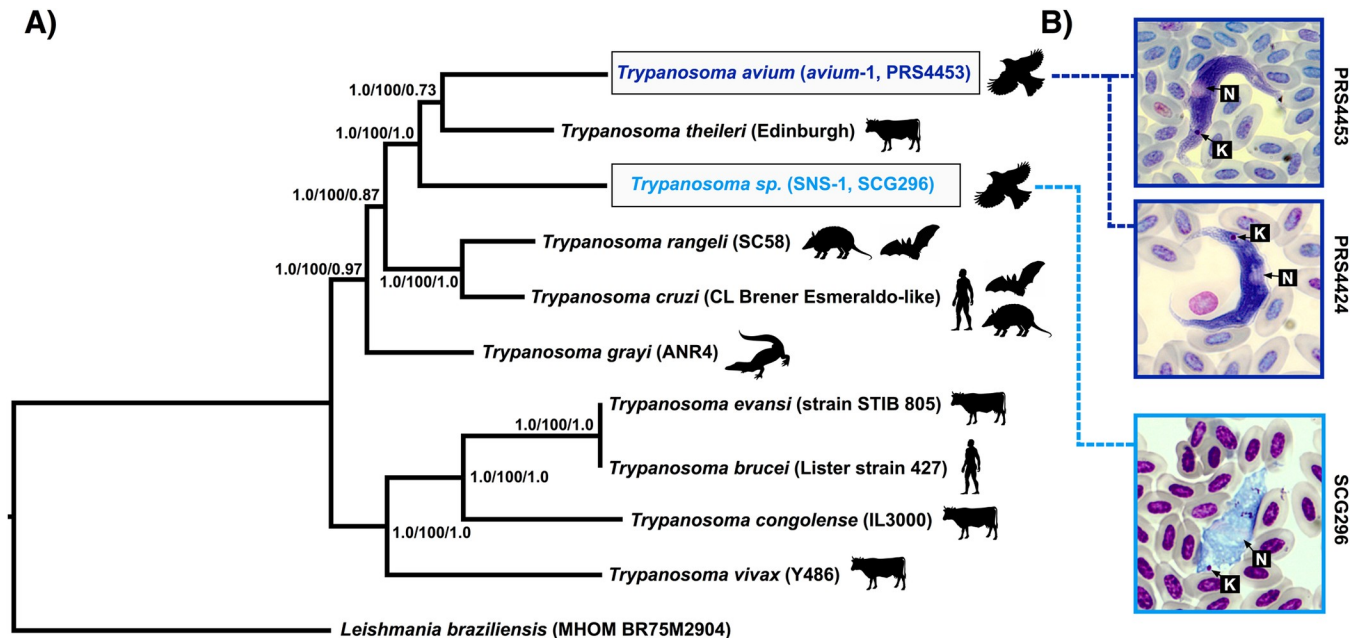 A)
B)
Trypanosoma avium (avium-1, PRS4453)
1.0/100/0.73
Trypanosoma theileri (Edinburgh)
1.0/100/1.0
Trypanosoma sp. (SNS-1, SCG296)
1.0/100/0.87
Trypanosoma rangeli (SC58)
1.0/100/0.97
1.0/100/1.0
Trypanosoma cruzi (CL Brener Esmeraldo-like)
Trypanosoma grayi (ANR4)
Trypanosoma evansi (strain STIB 805)
1.0/100/1.0
Trypanosoma brucei (Lister strain 427)
1.0/100/1.0
Trypanosoma congolense (IL3000)
1.0/100/1.0
Trypanosoma vivax (Y486)
Leishmania braziliensis (MHOM BR75M2904)
N
K
PRS4453
K
N
PRS4424
N
K
SCG296